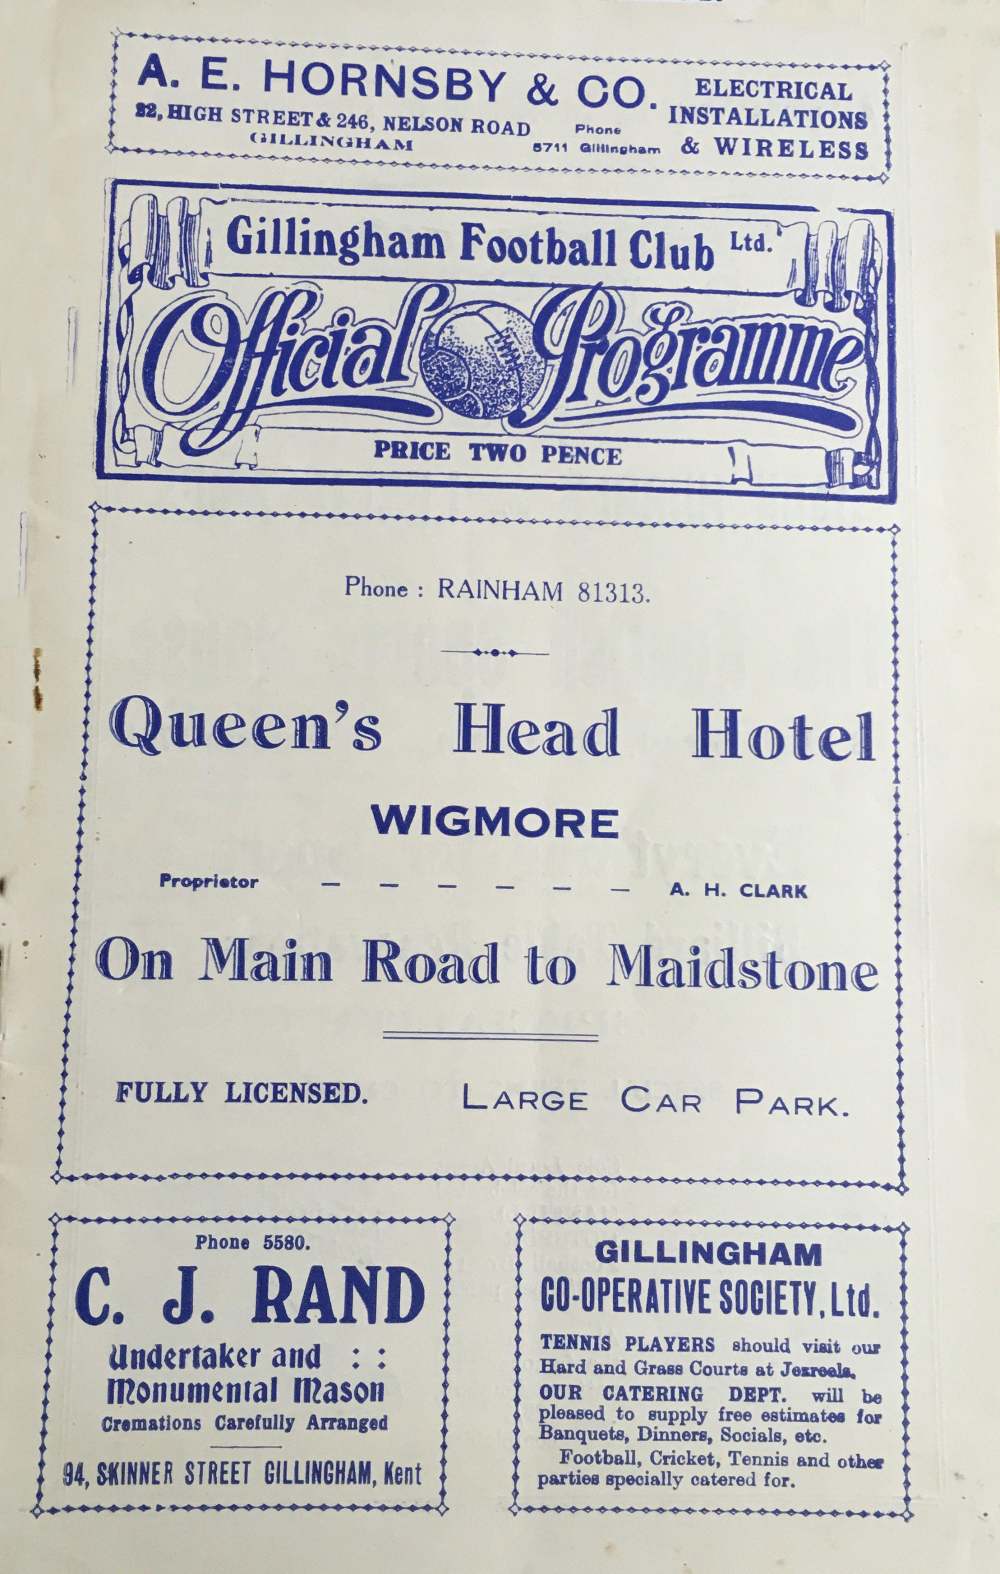 A. E. HORNSBY & CO.
22, HIGH STREET & 246, NELSON ROAD
GILLINGHAM
Phone
5711 Gillingham
ELECTRICAL
INSTALLATIONS
& WIRELESS
Gillingham Football Club Ltd.
Official Programme
PRICE TWO PENCE
Phone : RAINHAM 81313.
Queen's Head Hotel
WIGMORE
Proprietor – – – – – – A. H. CLARK
On Main Road to Maidstone
FULLY LICENSED. LARGE CAR PARK.
Phone 5580.
C. J. RAND
Undertaker and : :
Monumental Mason
Cremations Carefully Arranged
94, SKINNER STREET GILLINGHAM, Kent
GILLINGHAM
CO-OPERATIVE SOCIETY, Ltd.
TENNIS PLAYERS should visit our
Hard and Grass Courts at Jezreels.
OUR CATERING DEPT. will be
pleased to supply free estimates for
Banquets, Dinners, Socials, etc.
Football, Cricket, Tennis and other
parties specially catered for.